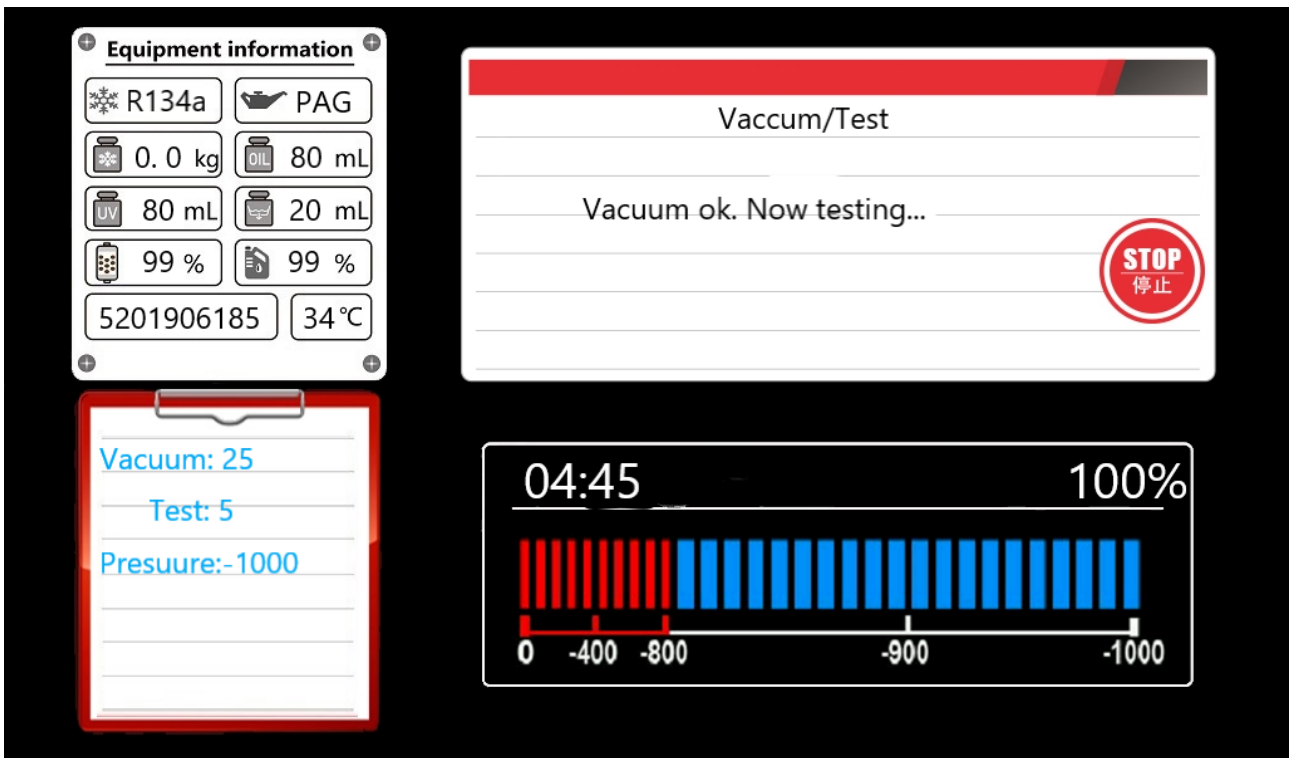 Equipment information
R134a
PAG
0. 0 kg
OIL 80 mL
UV 80 mL
20 mL
99 %
99 %
5201906185
34℃
Vaccum/Test
Vacuum ok. Now testing...
STOP
停止
Vacuum: 25
Test: 5
Presuure:-1000
04:45
100%
0 -400 -800 -900 -1000